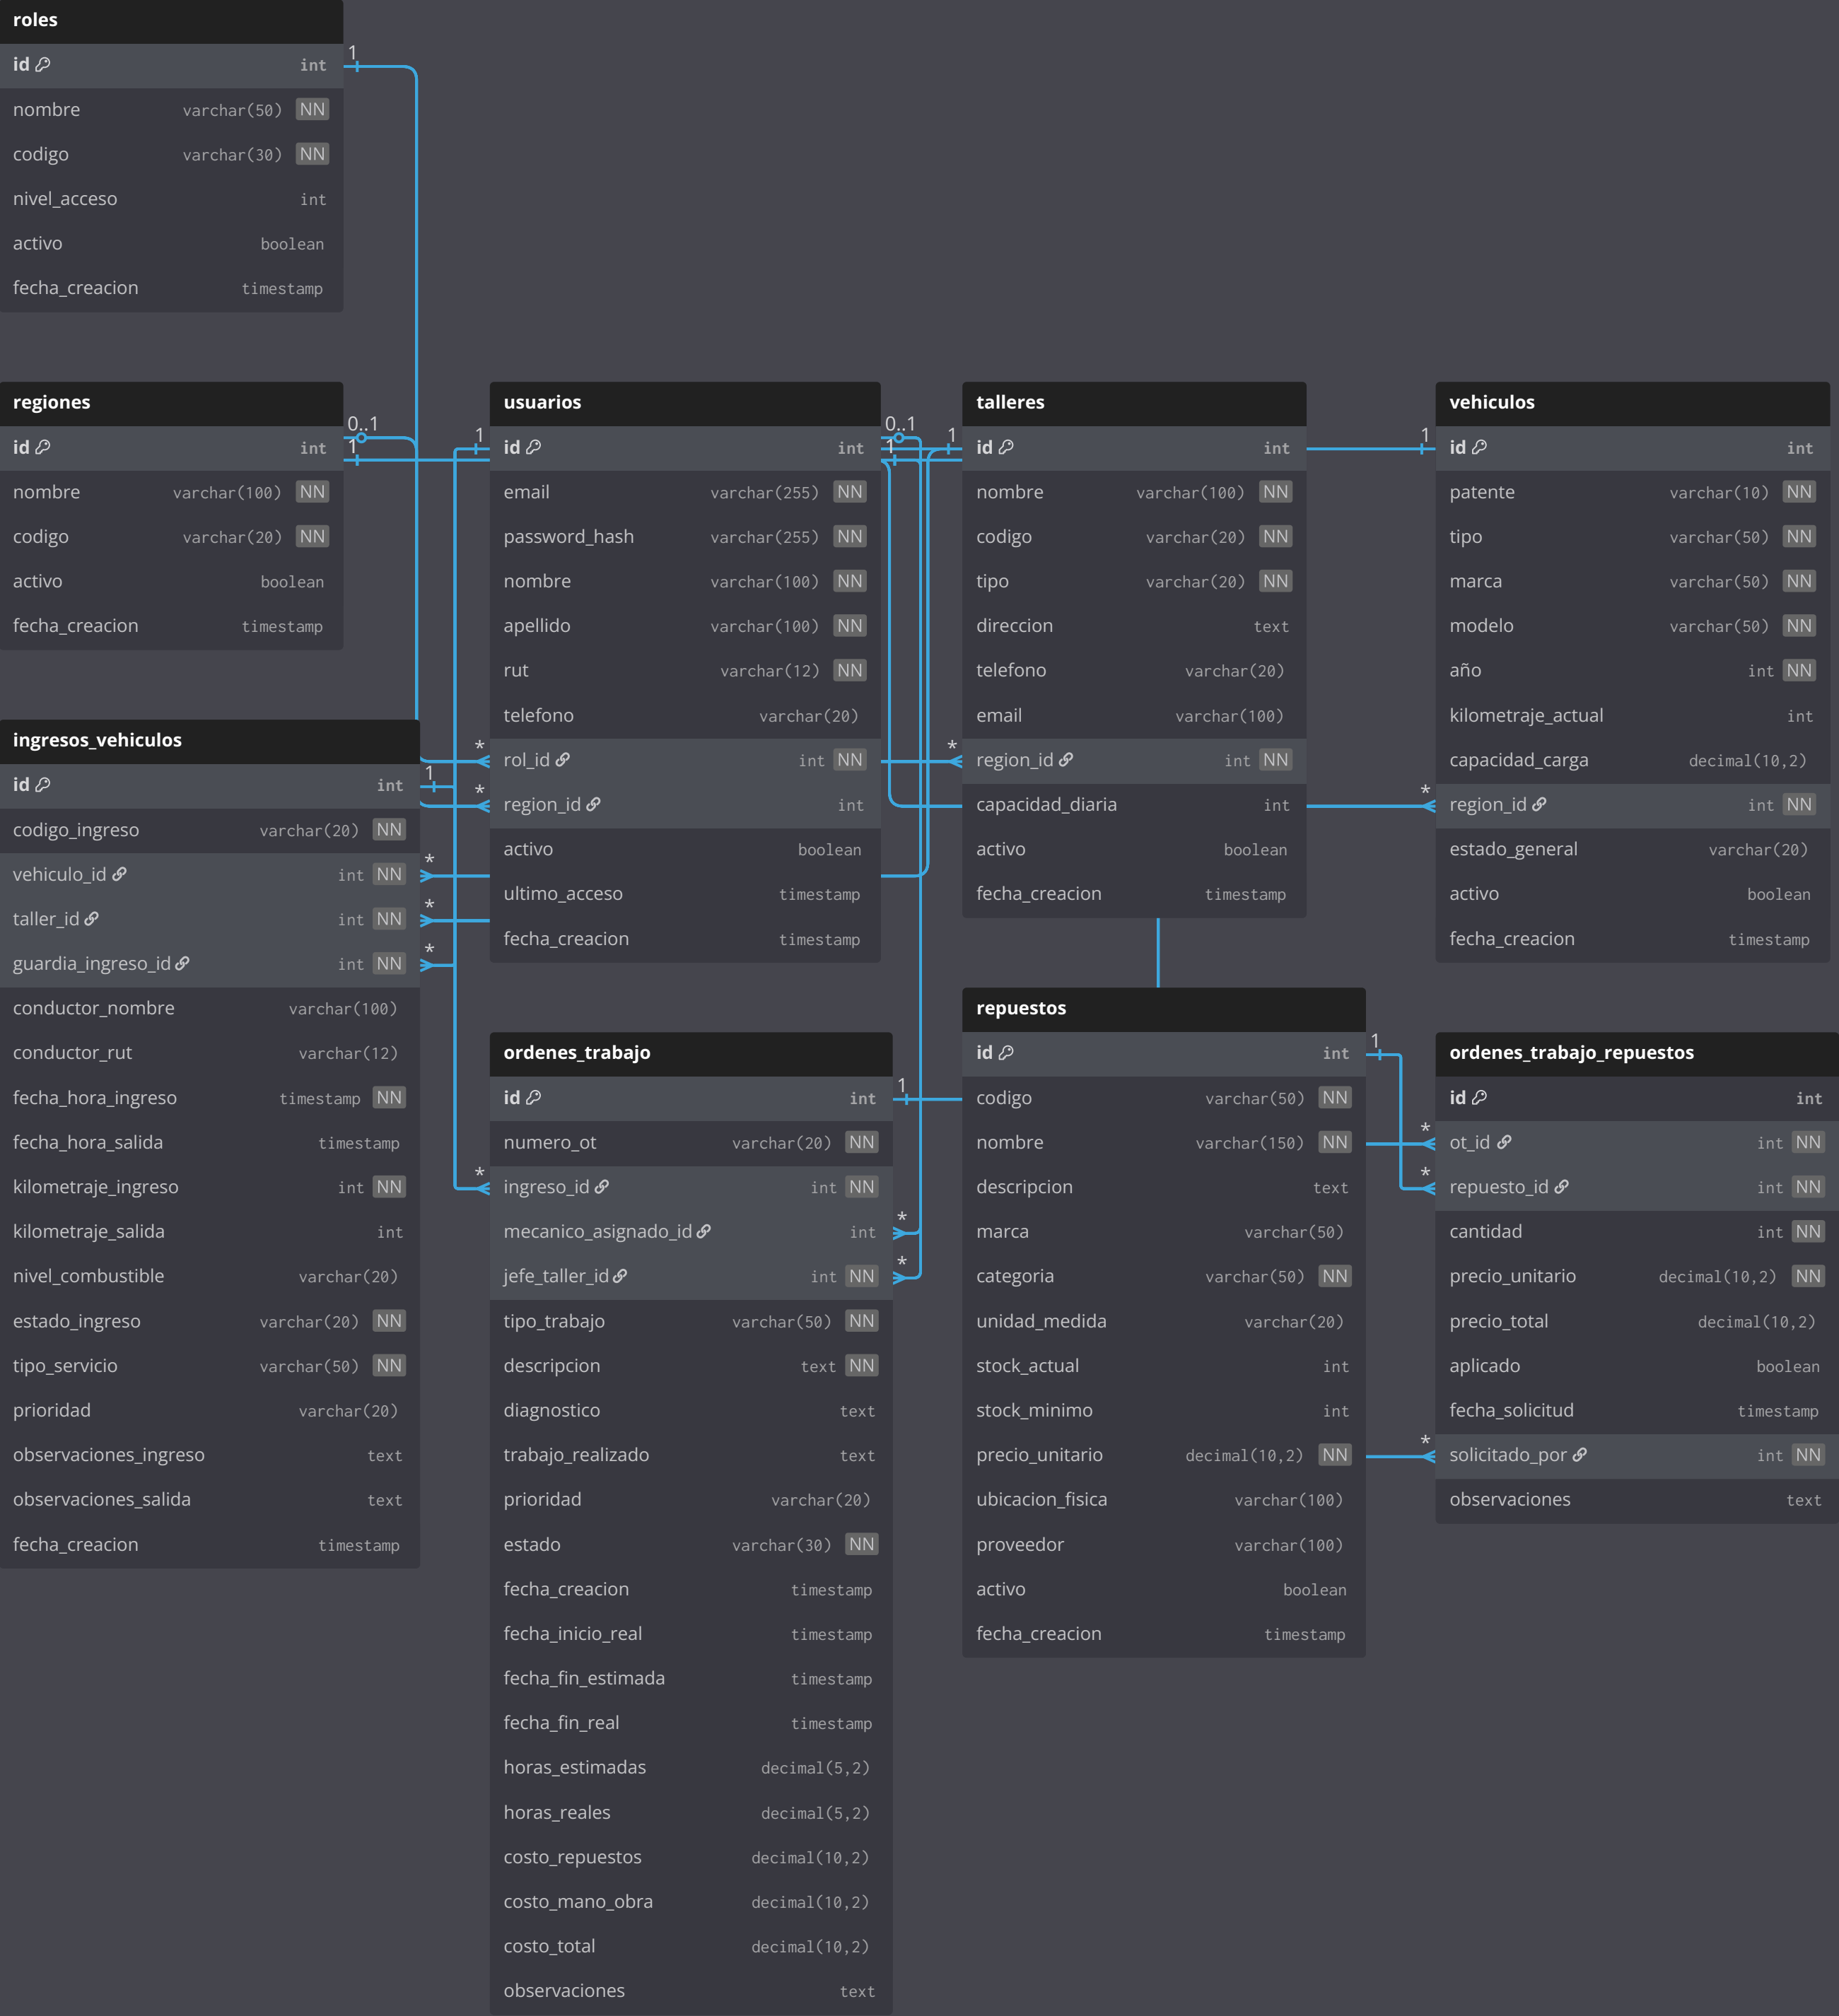 roles
id int
nombre varchar(50) NN
codigo varchar(30) NN
nivel_acceso int
activo boolean
fecha_creacion timestamp
1
regiones
id int
nombre varchar(100) NN
codigo varchar(20) NN
activo boolean
fecha_creacion timestamp
0..1
1
usuarios
1
id int
email varchar(255) NN
password_hash varchar(255) NN
nombre varchar(100) NN
apellido varchar(100) NN
rut varchar(12) NN
telefono varchar(20)
* rol_id int NN
* region_id int
activo boolean
ultimo_acceso timestamp
fecha_creacion timestamp
0..1
1
talleres
1
id int
nombre varchar(100) NN
codigo varchar(20) NN
tipo varchar(20) NN
direccion text
telefono varchar(20)
email varchar(100)
* region_id int NN
capacidad_diaria int
activo boolean
fecha_creacion timestamp
vehiculos
1
id int
patente varchar(10) NN
tipo varchar(50) NN
marca varchar(50) NN
modelo varchar(50) NN
año int NN
kilometraje_actual int
capacidad_carga decimal(10,2)
* region_id int NN
estado_general varchar(20)
activo boolean
fecha_creacion timestamp
ingresos_vehiculos
id int 1
codigo_ingreso varchar(20) NN
vehiculo_id int NN *
taller_id int NN *
guardia_ingreso_id int NN *
conductor_nombre varchar(100)
conductor_rut varchar(12)
fecha_hora_ingreso timestamp NN
fecha_hora_salida timestamp
kilometraje_ingreso int NN
kilometraje_salida int
nivel_combustible varchar(20)
estado_ingreso varchar(20) NN
tipo_servicio varchar(50) NN
prioridad varchar(20)
observaciones_ingreso text
observaciones_salida text
fecha_creacion timestamp
ordenes_trabajo
id int 1
numero_ot varchar(20) NN
* ingreso_id int NN
mecanico_asignado_id int *
jefe_taller_id int NN *
tipo_trabajo varchar(50) NN
descripcion text NN
diagnostico text
trabajo_realizado text
prioridad varchar(20)
estado varchar(30) NN
fecha_creacion timestamp
fecha_inicio_real timestamp
fecha_fin_estimada timestamp
fecha_fin_real timestamp
horas_estimadas decimal(5,2)
horas_reales decimal(5,2)
costo_repuestos decimal(10,2)
costo_mano_obra decimal(10,2)
costo_total decimal(10,2)
observaciones text
repuestos
id int 1
codigo varchar(50) NN
nombre varchar(150) NN
descripcion text
marca varchar(50)
categoria varchar(50) NN
unidad_medida varchar(20)
stock_actual int
stock_minimo int
precio_unitario decimal(10,2) NN
ubicacion_fisica varchar(100)
proveedor varchar(100)
activo boolean
fecha_creacion timestamp
ordenes_trabajo_repuestos
id int
* ot_id int NN
* repuesto_id int NN
cantidad int NN
precio_unitario decimal(10,2) NN
precio_total decimal(10,2)
aplicado boolean
fecha_solicitud timestamp
* solicitado_por int NN
observaciones text